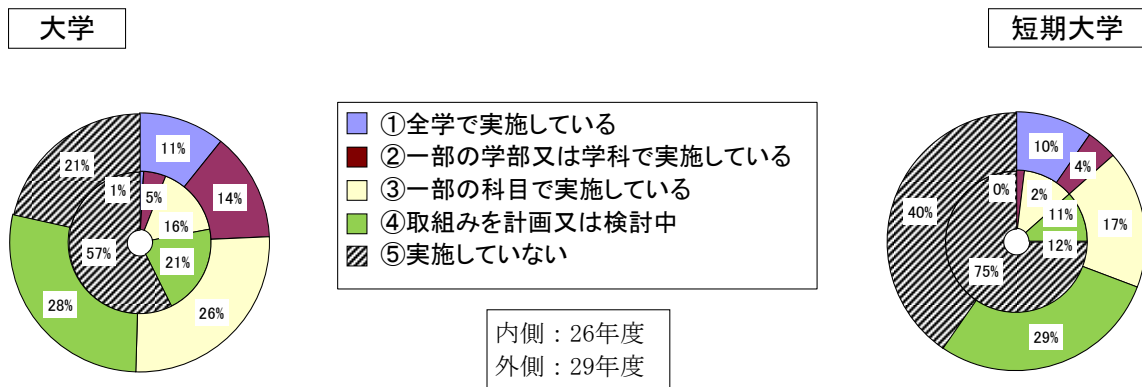 大学
短期大学
①全学で実施している
②一部の学部又は学科で実施している
③一部の科目で実施している
④取組みを計画又は検討中
⑤実施していない
11%
14%
26%
28%
21%
1%
5%
16%
21%
57%
10%
4%
17%
29%
40%
0%
2%
11%
12%
75%
内側：26年度
外側：29年度